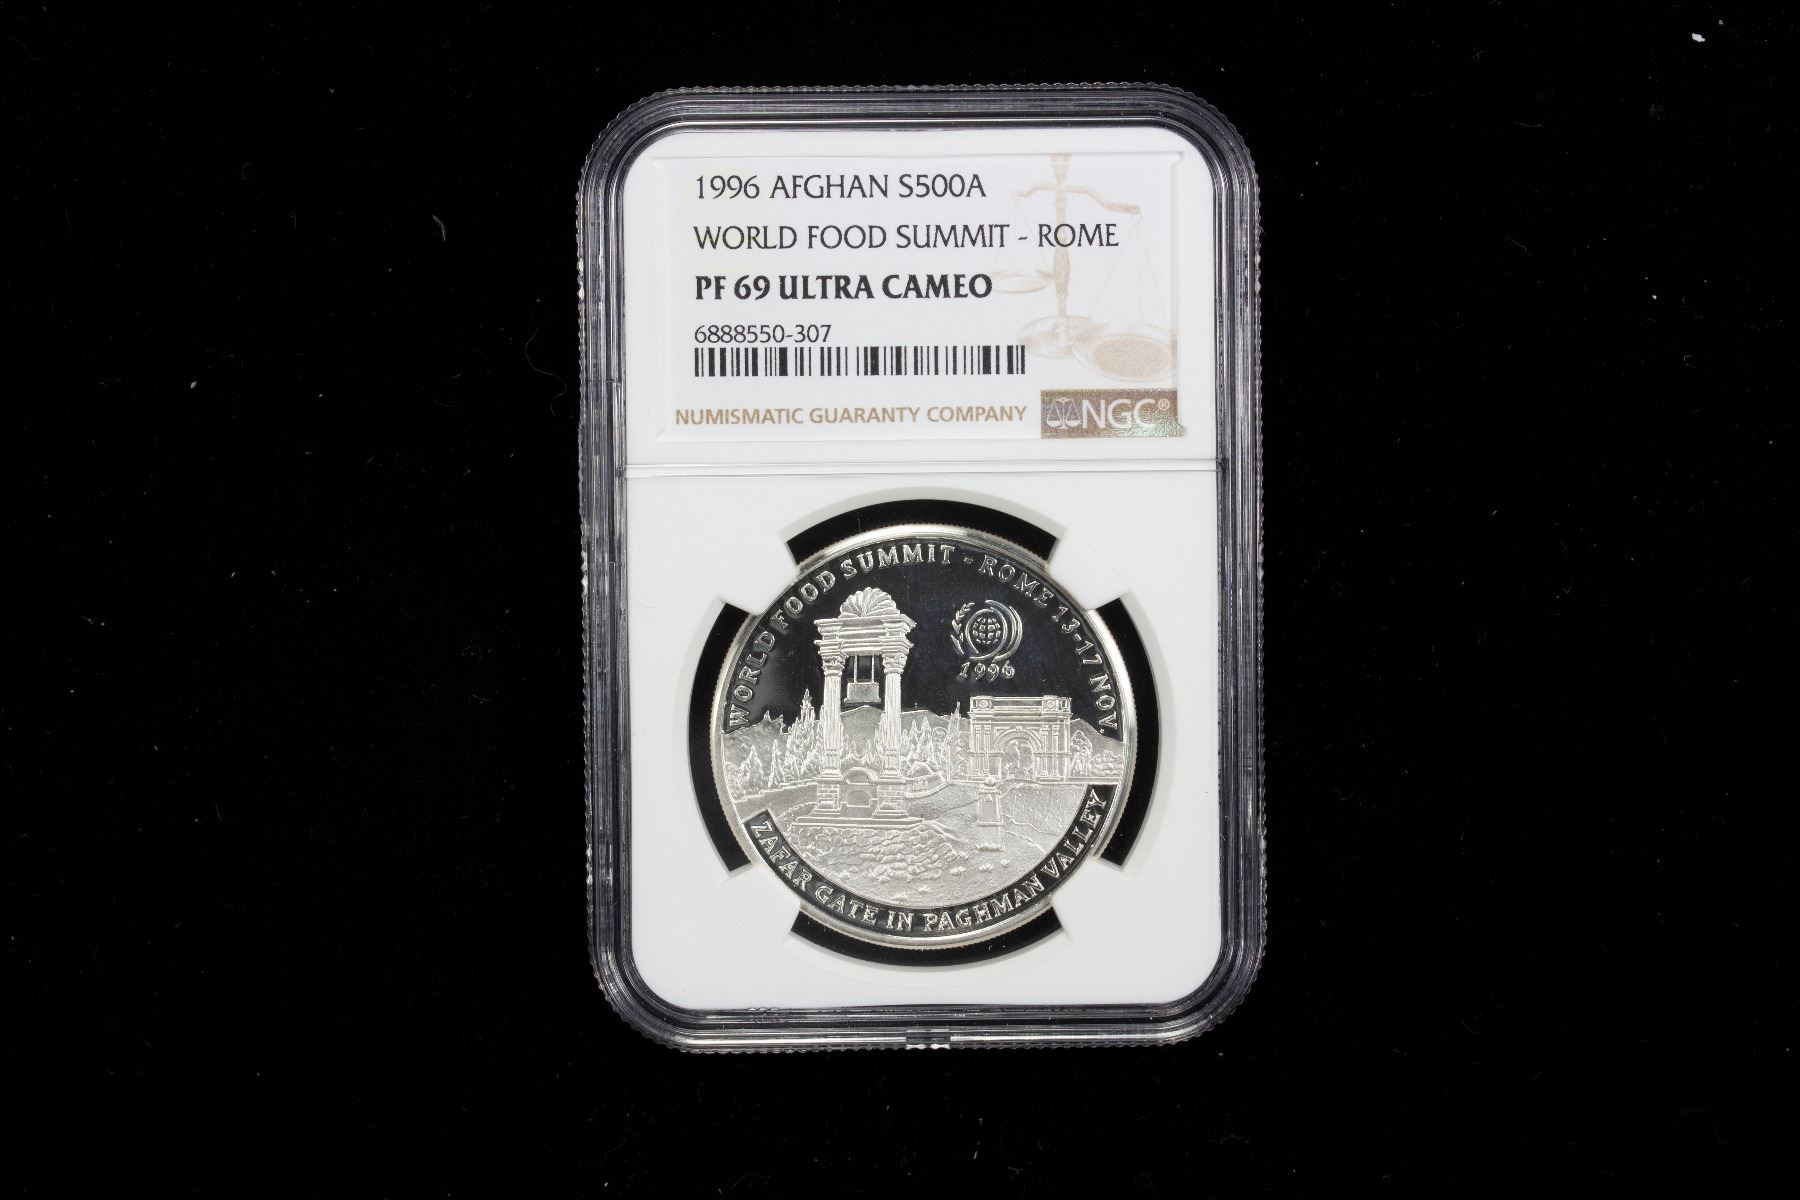 1996 AFGHAN S500A
WORLD FOOD SUMMIT - ROME
PF 69 ULTRA CAMEO
6888550-307
NUMISMATIC GUARANTY COMPANY
NGC®
WORLD FOOD SUMMIT - ROME 13-17 NOV.
1996
ZAFAR GATE IN PAGHMAN VALLEY